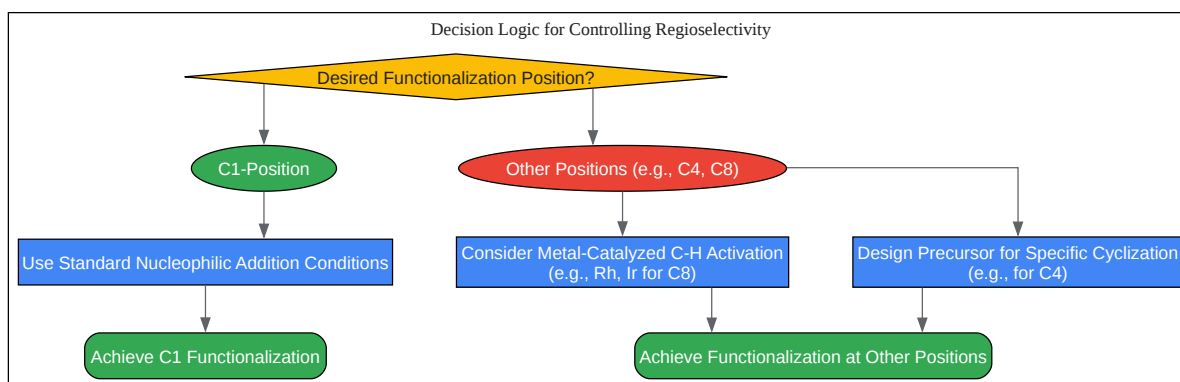 Decision Logic for Controlling Regioselectivity
Desired Functionalization Position?
C1-Position
Other Positions (e.g., C4, C8)
Use Standard Nucleophilic Addition Conditions
Consider Metal-Catalyzed C-H Activation
(e.g., Rh, Ir for C8)
Design Precursor for Specific Cyclization
(e.g., for C4)
Achieve C1 Functionalization
Achieve Functionalization at Other Positions